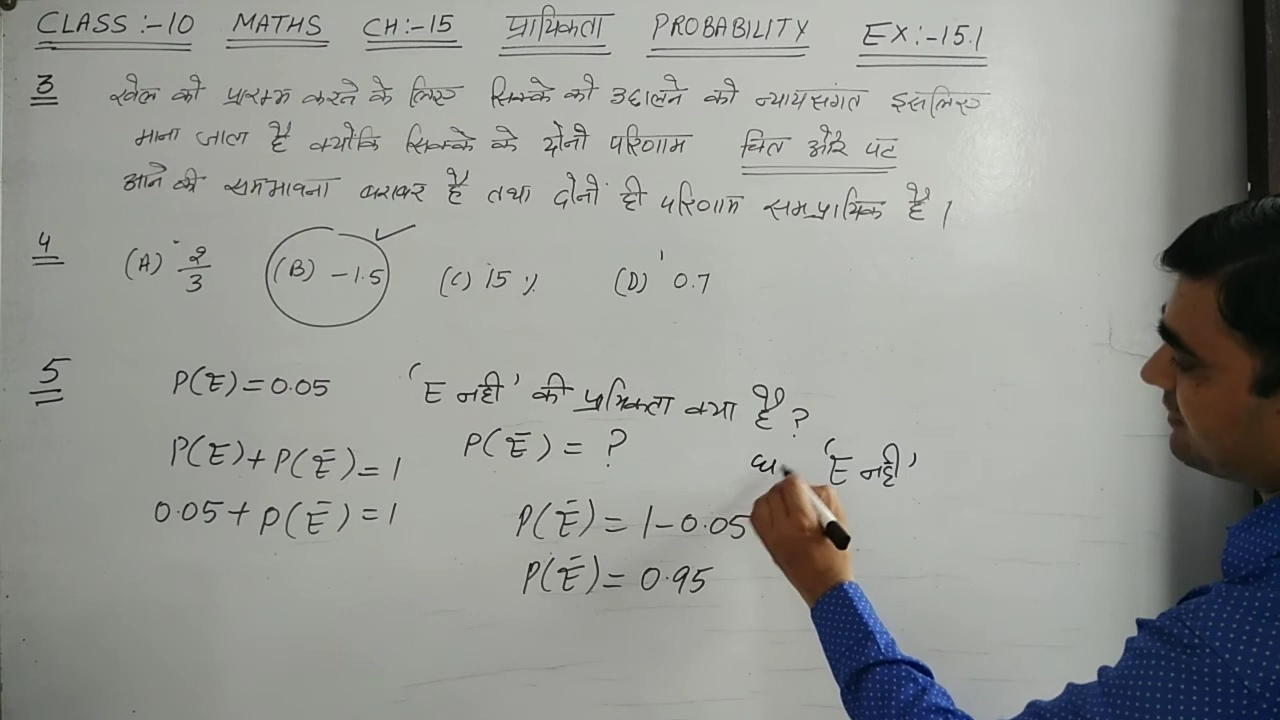 CLASS :-10 MATHS CH:-15 प्रायिकता PROBABILITY EX:-15.1
3 खेल को प्रारम्भ करने के लिए सिक्के को उछालने को न्यायसंगत इसलिए
माना जाता है क्योंकि सिक्के के दोनों परिणाम चित और पट
आने की सम्भावना बराबर है तथा दोनों ही परिणाम समप्रायिक है।
4 (A) 2/3 (B) -1.5 (C) 15 % (D) 0.7
5 P(E)=0.05 'E नहीं' की प्रायिकता क्या है?
P(E)+P(Ē)=1 P(Ē)=? 'E नहीं'
0.05+P(Ē)=1 P(Ē)=1-0.05
P(Ē)=0.95